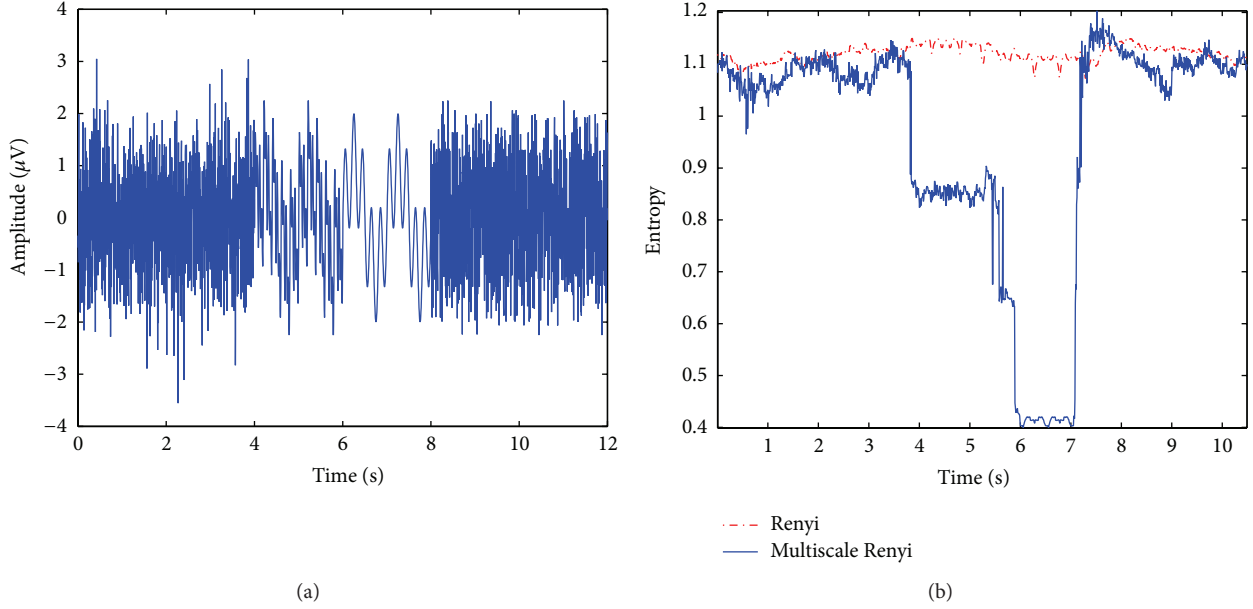 4
3
2
1
0
−1
−2
−3
−4
Amplitude (μV)
0 2 4 6 8 10 12
Time (s)
(a)
1.2
1.1
1
0.9
0.8
0.7
0.6
0.5
0.4
Entropy
1 2 3 4 5 6 7 8 9 10
Time (s)
Renyi
Multiscale Renyi
(b)